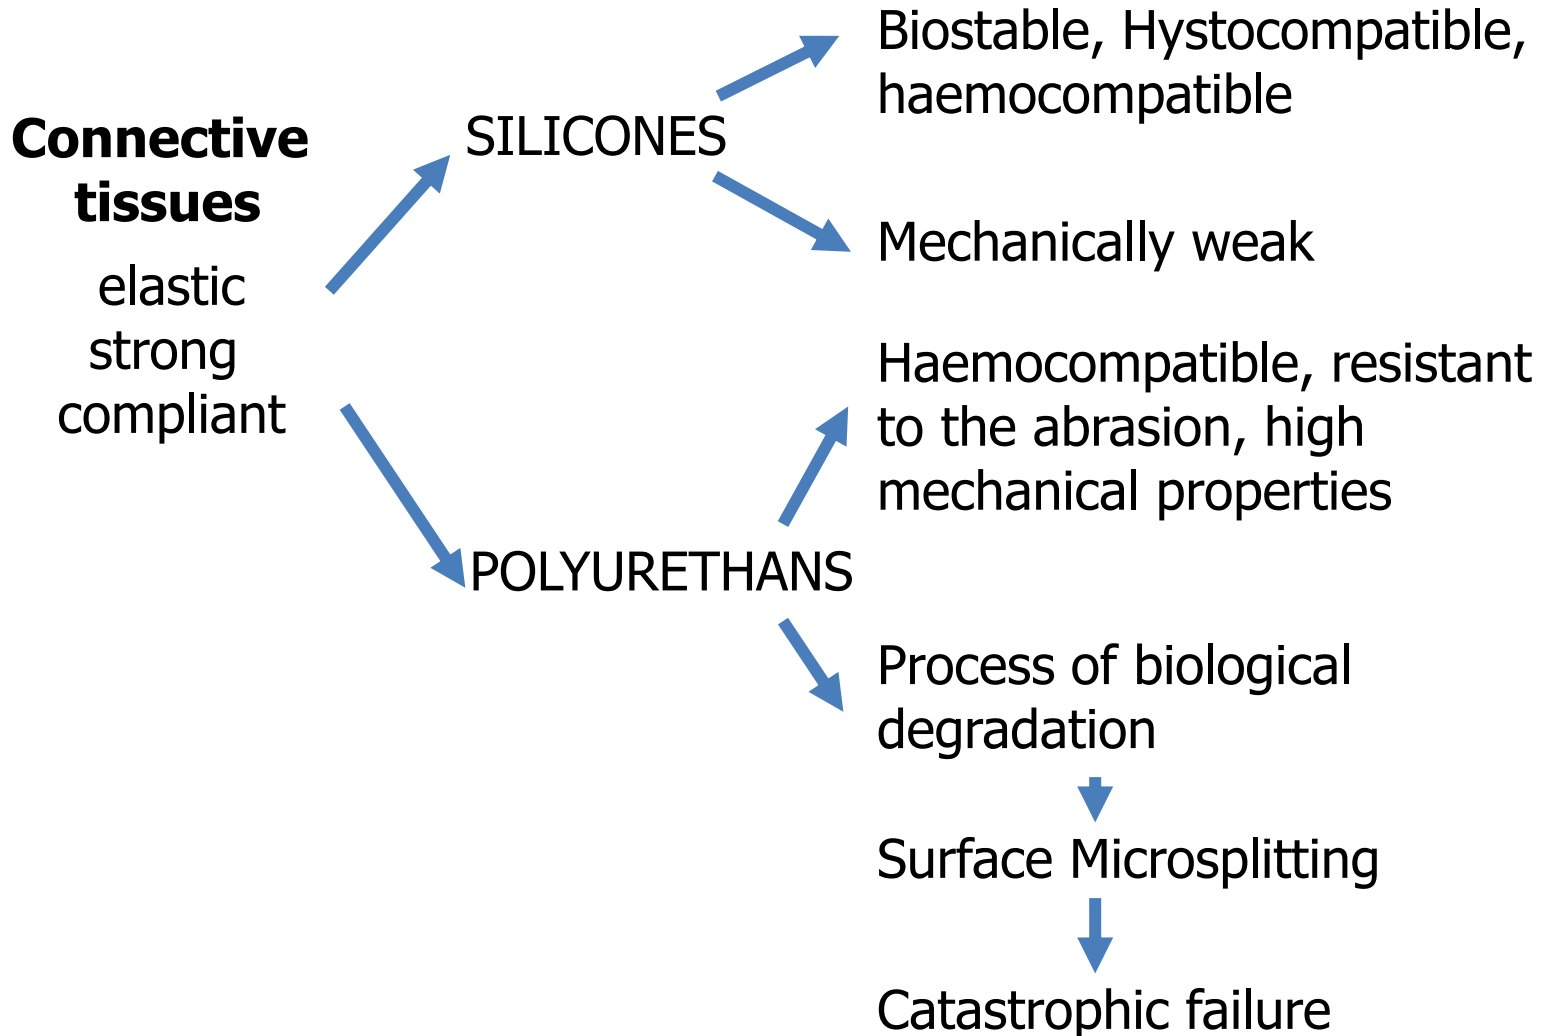 Connective
tissues
elastic
strong
compliant
SILICONES
Biostable, Hystocompatible,
haemocompatible
Mechanically weak
POLYURETHANS
Haemocompatible, resistant
to the abrasion, high
mechanical properties
Process of biological
degradation
Surface Microsplitting
Catastrophic failure